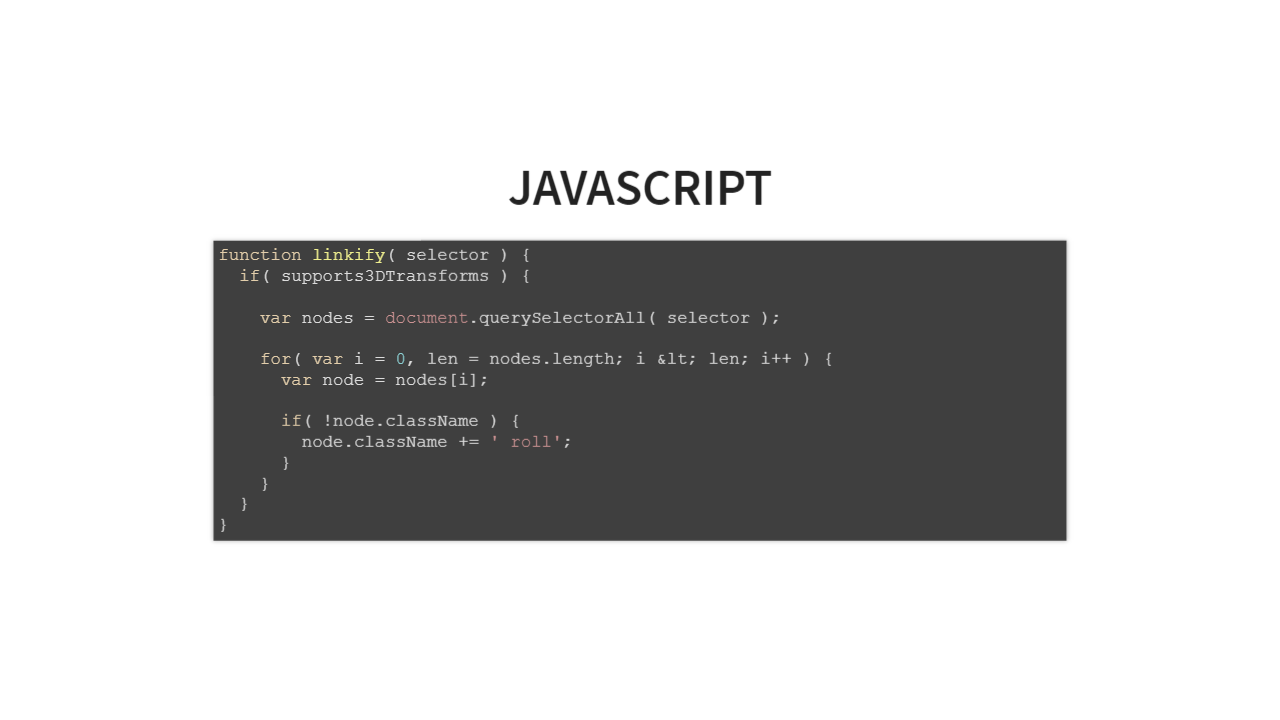 JAVASCRIPT
function linkify( selector ) {
  if( supports3DTransforms ) {

    var nodes = document.querySelectorAll( selector );

    for( var i = 0, len = nodes.length; i &lt; len; i++ ) {
      var node = nodes[i];

      if( !node.className ) {
        node.className += ' roll';
      }
    }
  }
}